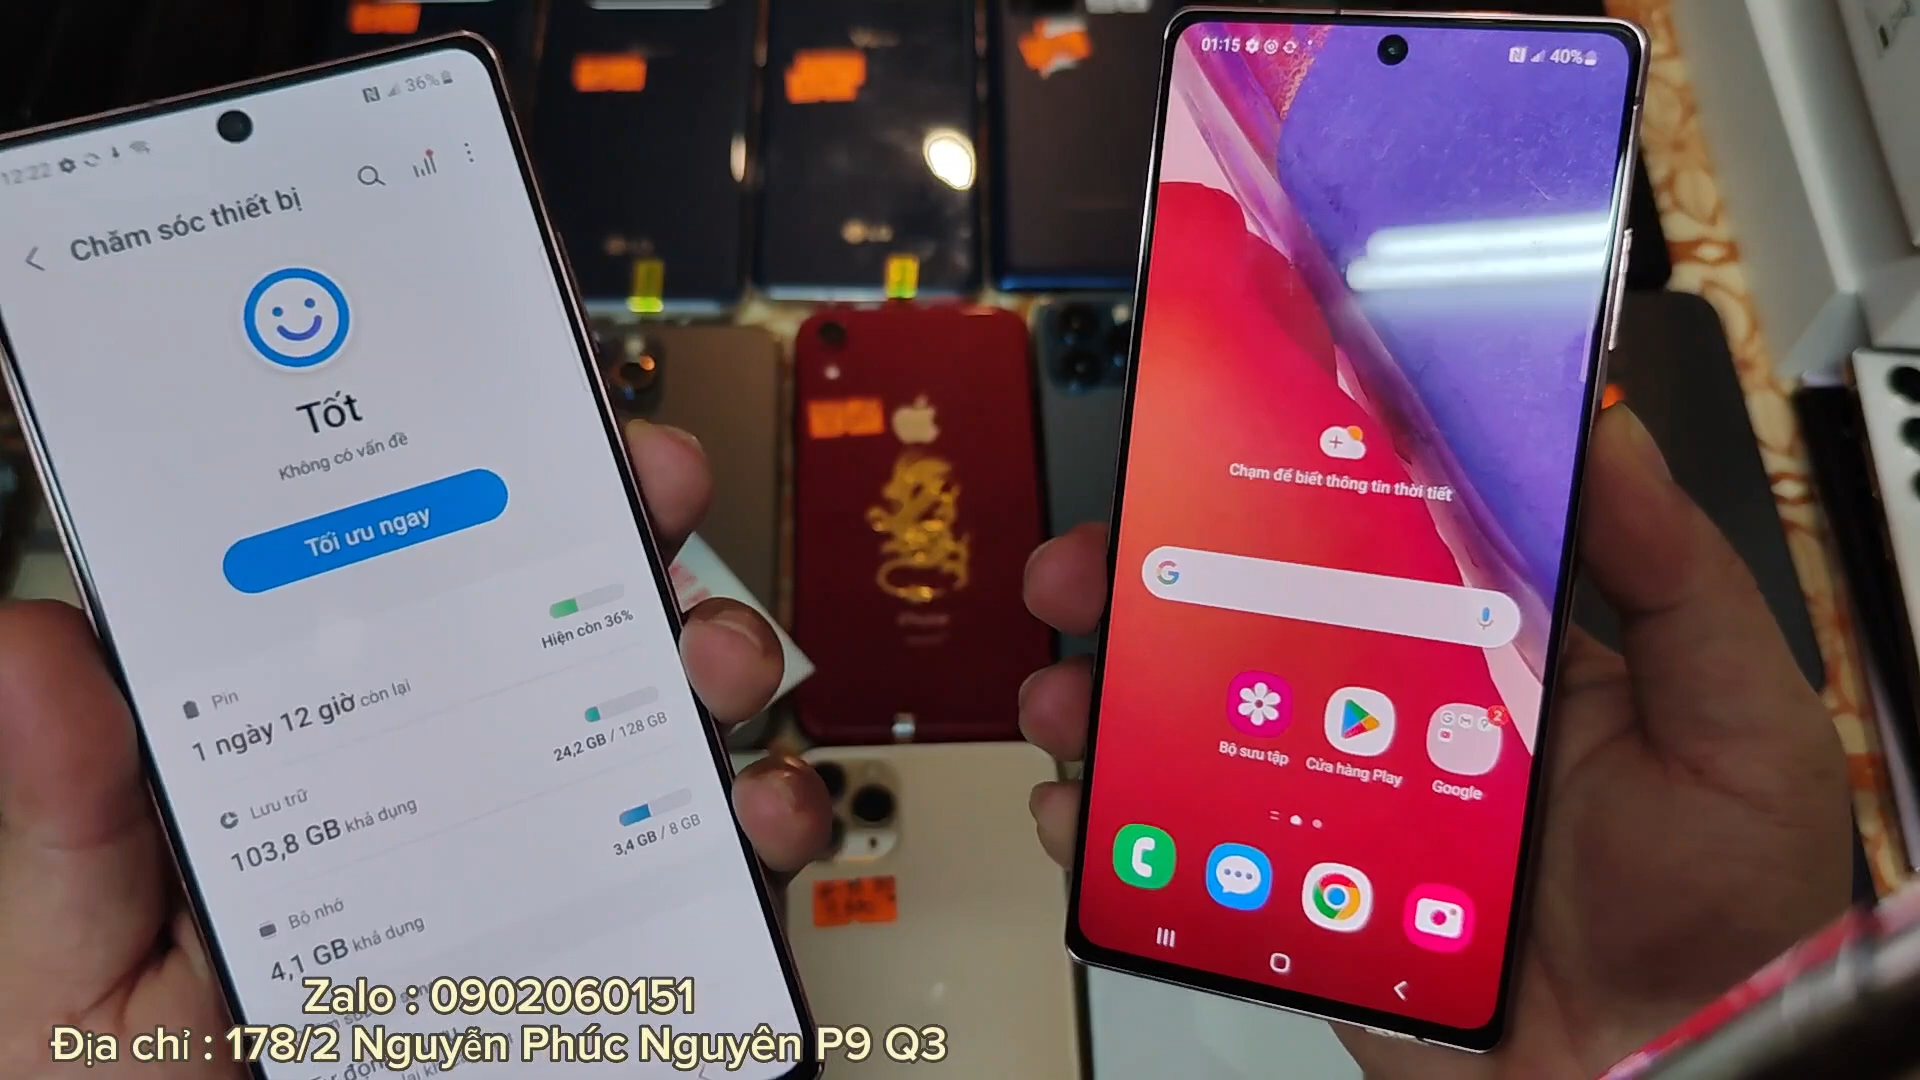 12:22
36%
Chăm sóc thiết bị
Tốt
Không có vấn đề
Tối ưu ngay
Pin
1 ngày 12 giờ còn lại
Hiện còn 36%
Lưu trữ
103,8 GB khả dụng
24,2 GB / 128 GB
Bộ nhớ
4,1 GB khả dụng
3,4 GB / 8 GB
01:15
40%
Chạm để biết thông tin thời tiết
G
Bộ sưu tập
Cửa hàng Play
Google
2
LG
iPhone
Zalo : 0902060151
Địa chỉ : 178/2 Nguyễn Phúc Nguyên P9 Q3